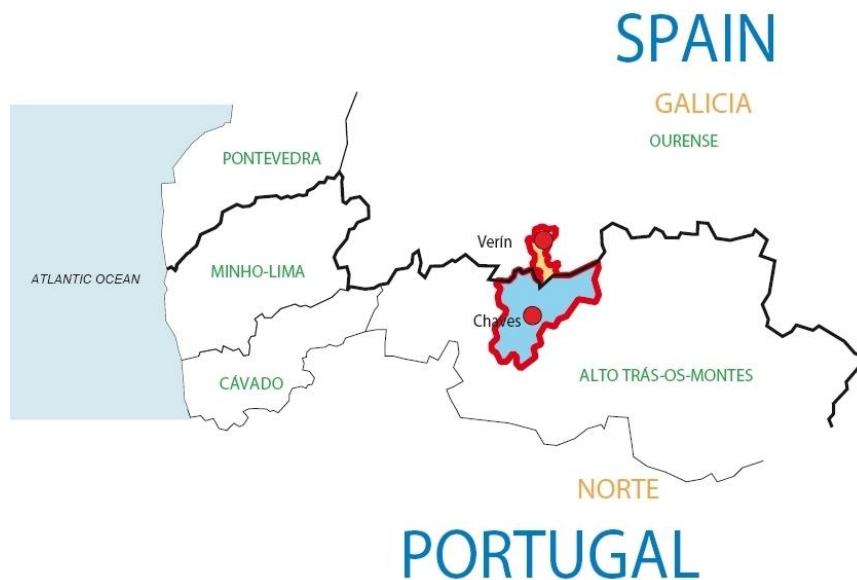 SPAIN
GALICIA
OURENSE
PONTEVEDRA
Verín
MINHO-LIMA
ATLANTIC OCEAN
Chaves
ALTO TRÁS-OS-MONTES
CÁVADO
NORTE
PORTUGAL